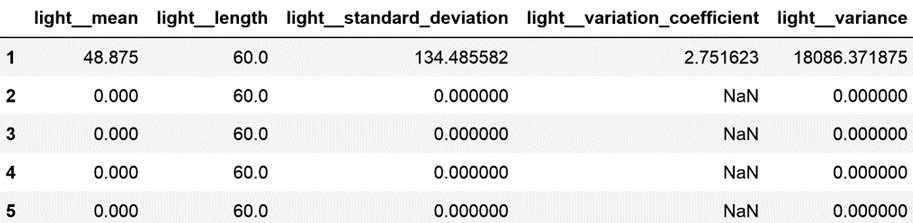 light__mean light__length light__standard_deviation light__variation_coefficient light__variance
1 48.875 60.0 134.485582 2.751623 18086.371875
2 0.000 60.0 0.000000 NaN 0.000000
3 0.000 60.0 0.000000 NaN 0.000000
4 0.000 60.0 0.000000 NaN 0.000000
5 0.000 60.0 0.000000 NaN 0.000000